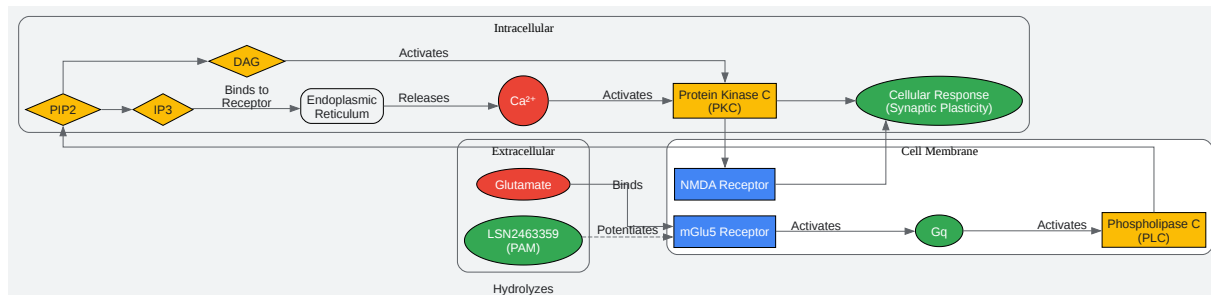 Intracellular
DAG
Activates
PIP2
IP3
Binds to
Receptor
Endoplasmic
Reticulum
Releases
Ca²⁺
Activates
Protein Kinase C
(PKC)
Cellular Response
(Synaptic Plasticity)
Extracellular
Cell Membrane
Glutamate
Binds
NMDA Receptor
LSN2463359
(PAM)
Potentiates
mGlu5 Receptor
Activates
Gq
Activates
Phospholipase C
(PLC)
Hydrolyzes